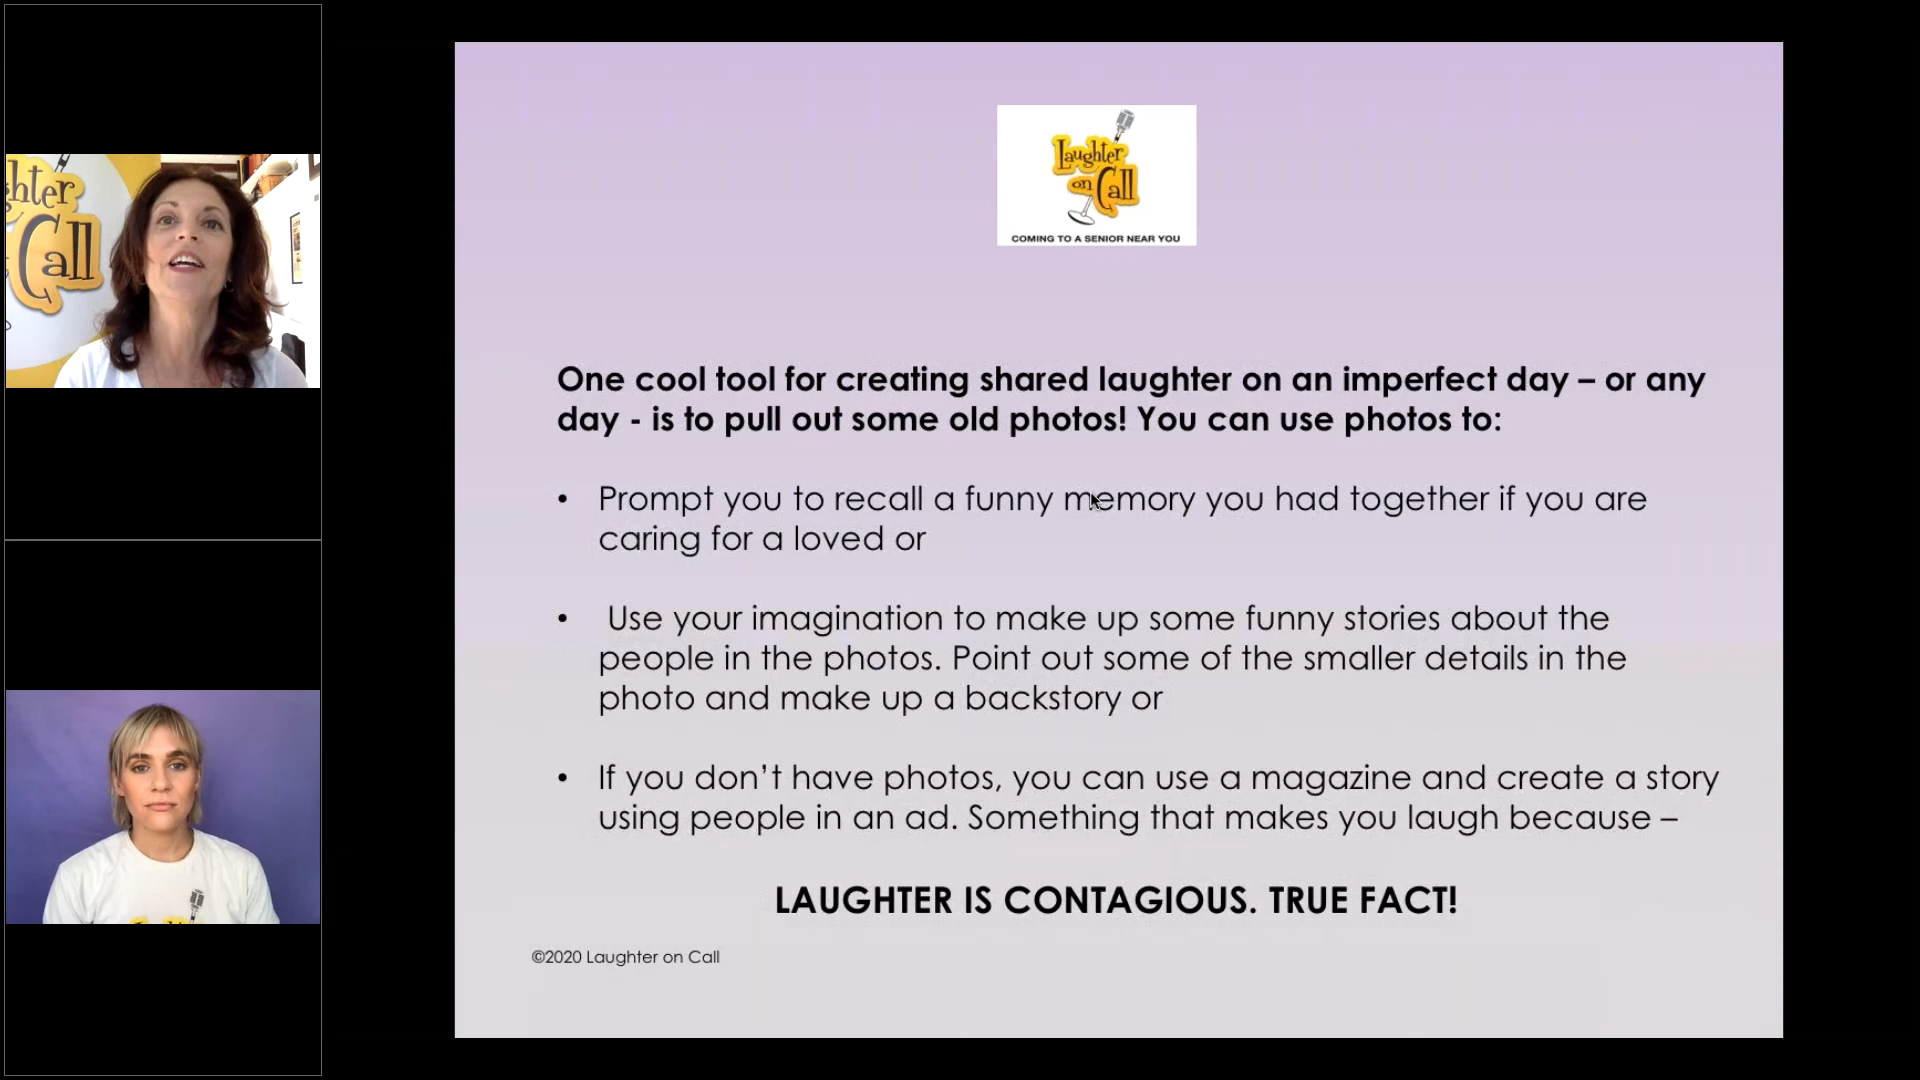 ghter
Call
Laughter
on Call
COMING TO A SENIOR NEAR YOU
One cool tool for creating shared laughter on an imperfect day – or any
day - is to pull out some old photos! You can use photos to:
• Prompt you to recall a funny memory you had together if you are
caring for a loved or
• Use your imagination to make up some funny stories about the
people in the photos. Point out some of the smaller details in the
photo and make up a backstory or
• If you don’t have photos, you can use a magazine and create a story
using people in an ad. Something that makes you laugh because –
LAUGHTER IS CONTAGIOUS. TRUE FACT!
©2020 Laughter on Call